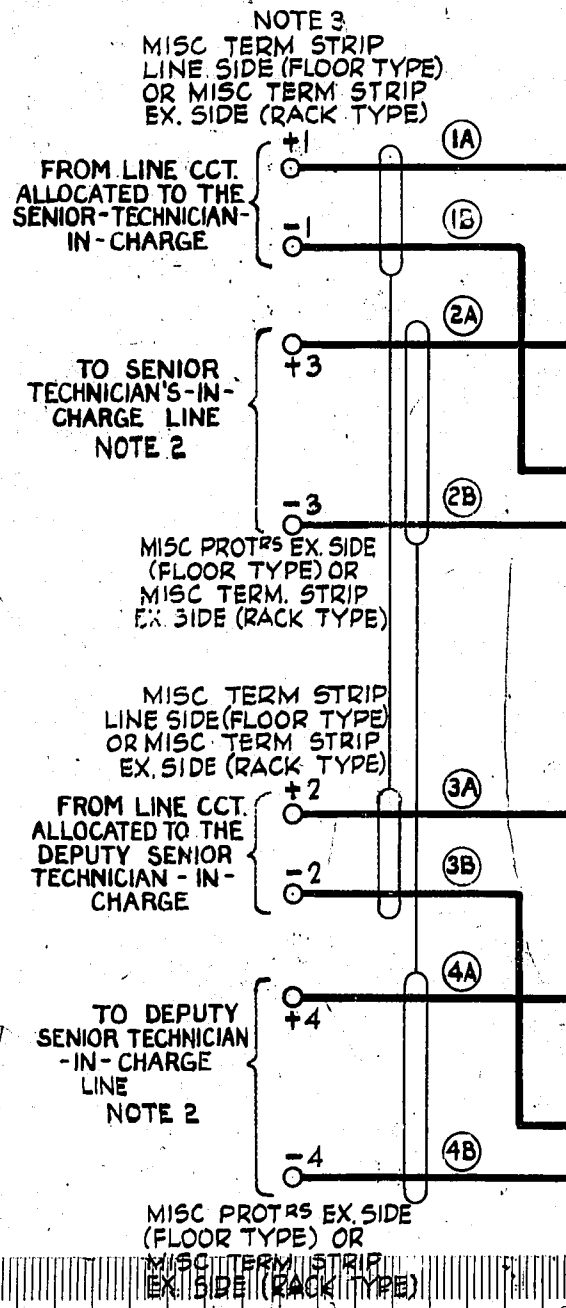 NOTE 3
MISC TERM STRIP
LINE SIDE (FLOOR TYPE)
OR MISC TERM STRIP
EX. SIDE (RACK TYPE)
+1
1A
FROM LINE CCT.
ALLOCATED TO THE
SENIOR-TECHNICIAN-
IN-CHARGE
-1
1B
2A
+3
TO SENIOR
TECHNICIAN'S-IN-
CHARGE LINE
NOTE 2
-3
2B
MISC PROTRS EX. SIDE
(FLOOR TYPE) OR
MISC TERM. STRIP
EX. SIDE (RACK TYPE)
MISC TERM STRIP
LINE SIDE (FLOOR TYPE)
OR MISC TERM STRIP
EX. SIDE (RACK TYPE)
+2
3A
FROM LINE CCT.
ALLOCATED TO THE
DEPUTY SENIOR
TECHNICIAN - IN-
CHARGE
-2
3B
4A
+4
TO DEPUTY
SENIOR TECHNICIAN
-IN-CHARGE
LINE
NOTE 2
-4
4B
MISC PROTRS EX. SIDE
(FLOOR TYPE) OR
MISC TERM STRIP
EX SIDE (RACK TYPE)